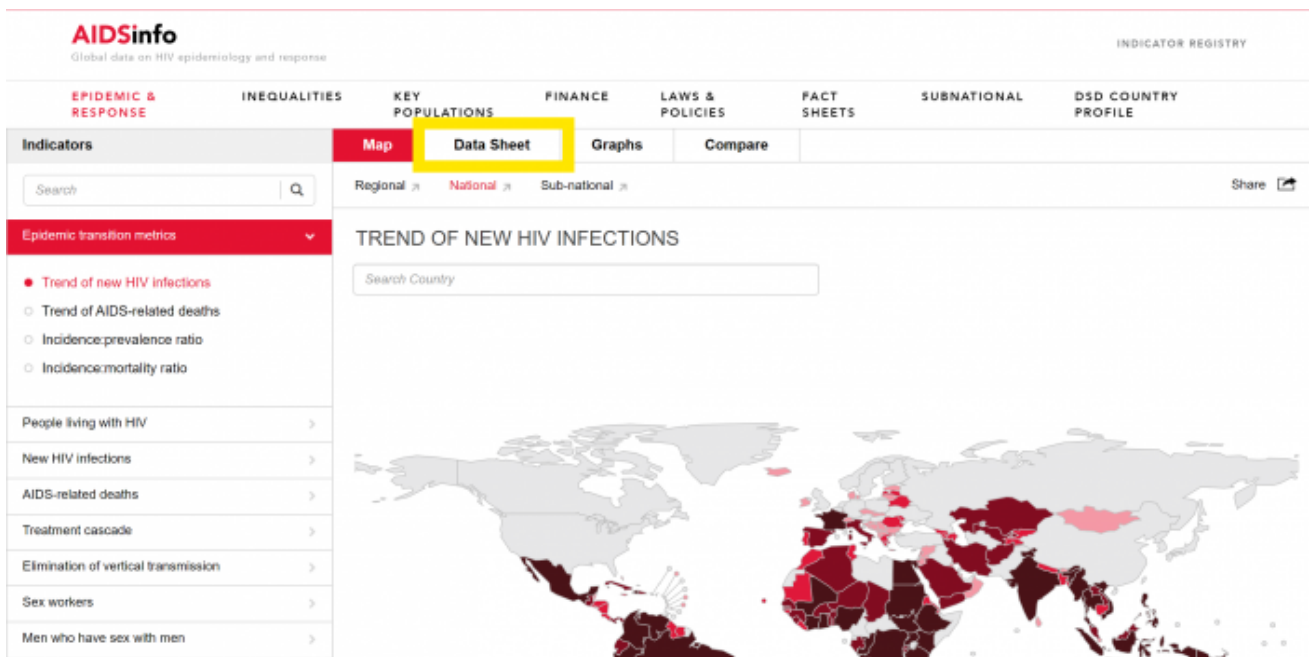 AIDSinfo
Global data on HIV epidemiology and response
INDICATOR REGISTRY
EPIDEMIC & RESPONSE
INEQUALITIES
KEY POPULATIONS
FINANCE
LAWS & POLICIES
FACT SHEETS
SUBNATIONAL
DSD COUNTRY PROFILE
Indicators
Map
Data Sheet
Graphs
Compare
Search
Regional
National
Sub-national
Share
Epidemic transition metrics
TREND OF NEW HIV INFECTIONS
Search Country
Trend of new HIV infections
Trend of AIDS-related deaths
Incidence:prevalence ratio
Incidence:mortality ratio
People living with HIV
New HIV infections
AIDS-related deaths
Treatment cascade
Elimination of vertical transmission
Sex workers
Men who have sex with men